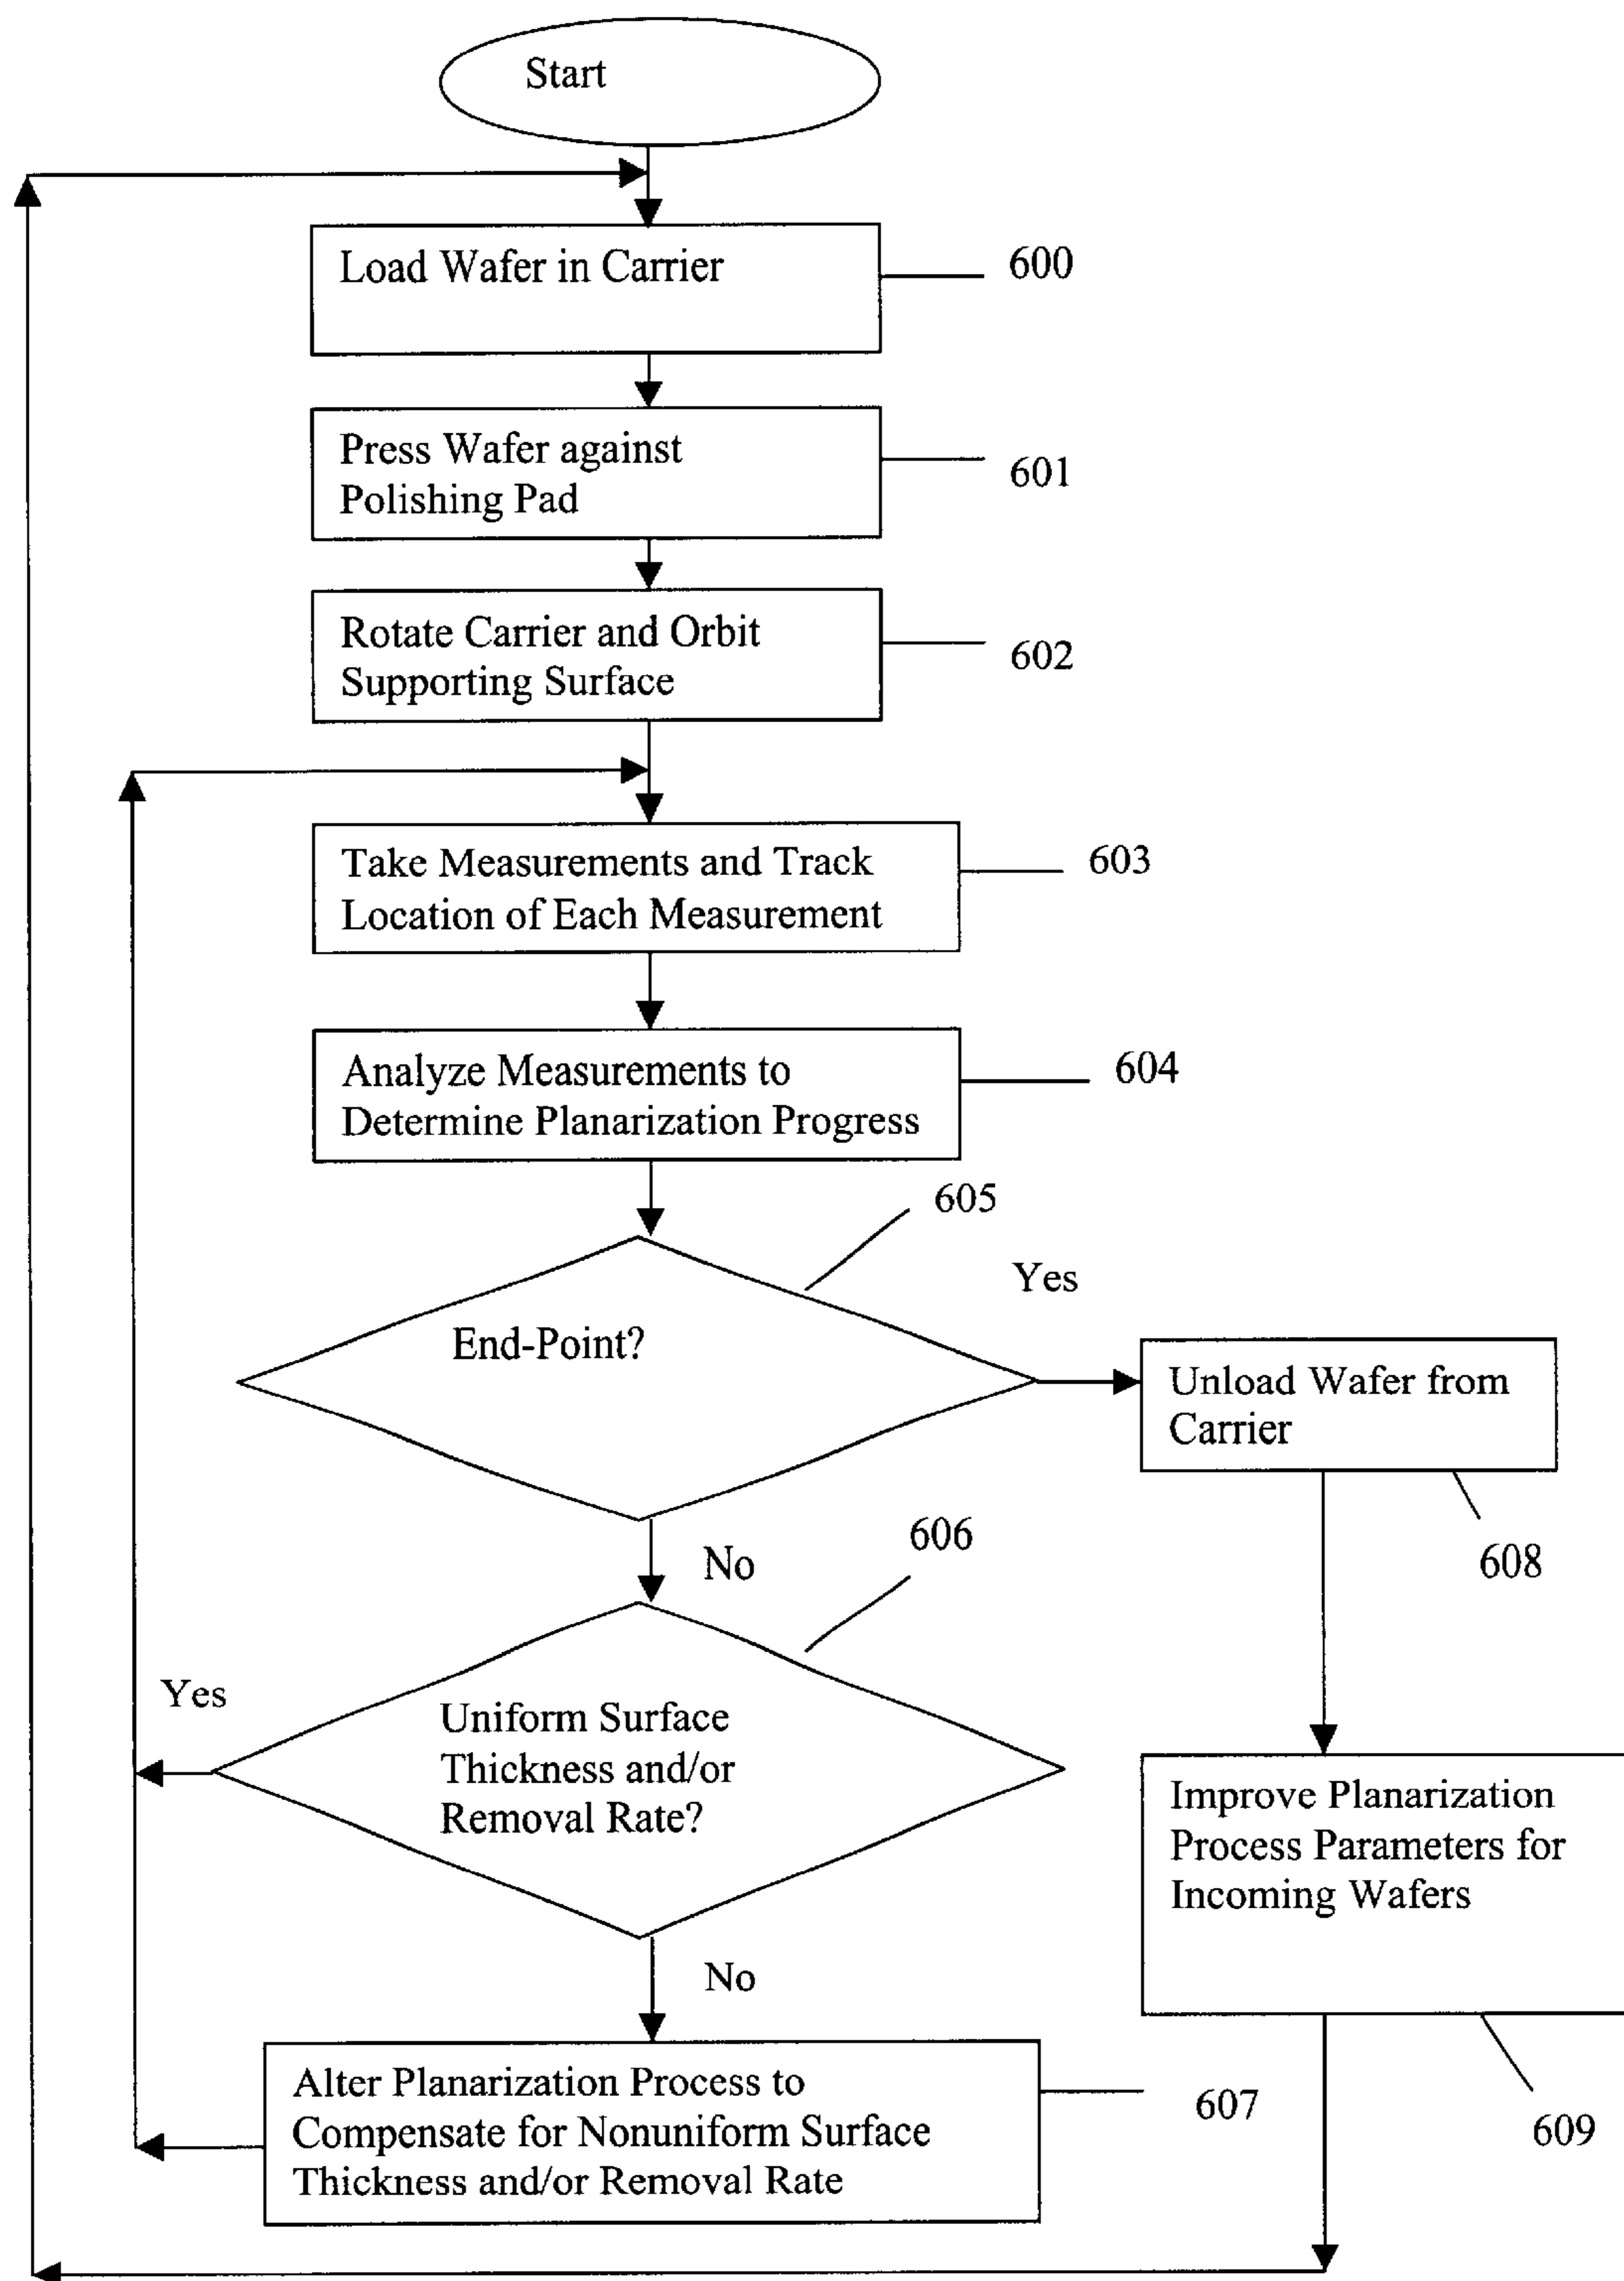 Start
Load Wafer in Carrier
600
Press Wafer against
Polishing Pad
601
Rotate Carrier and Orbit
Supporting Surface
602
Take Measurements and Track
Location of Each Measurement
603
Analyze Measurements to
Determine Planarization Progress
604
605
End-Point?
Yes
Unload Wafer from
Carrier
608
No
606
Uniform Surface
Thickness and/or
Removal Rate?
Yes
Improve Planarization
Process Parameters for
Incoming Wafers
609
No
Alter Planarization Process to
Compensate for Nonuniform Surface
Thickness and/or Removal Rate
607